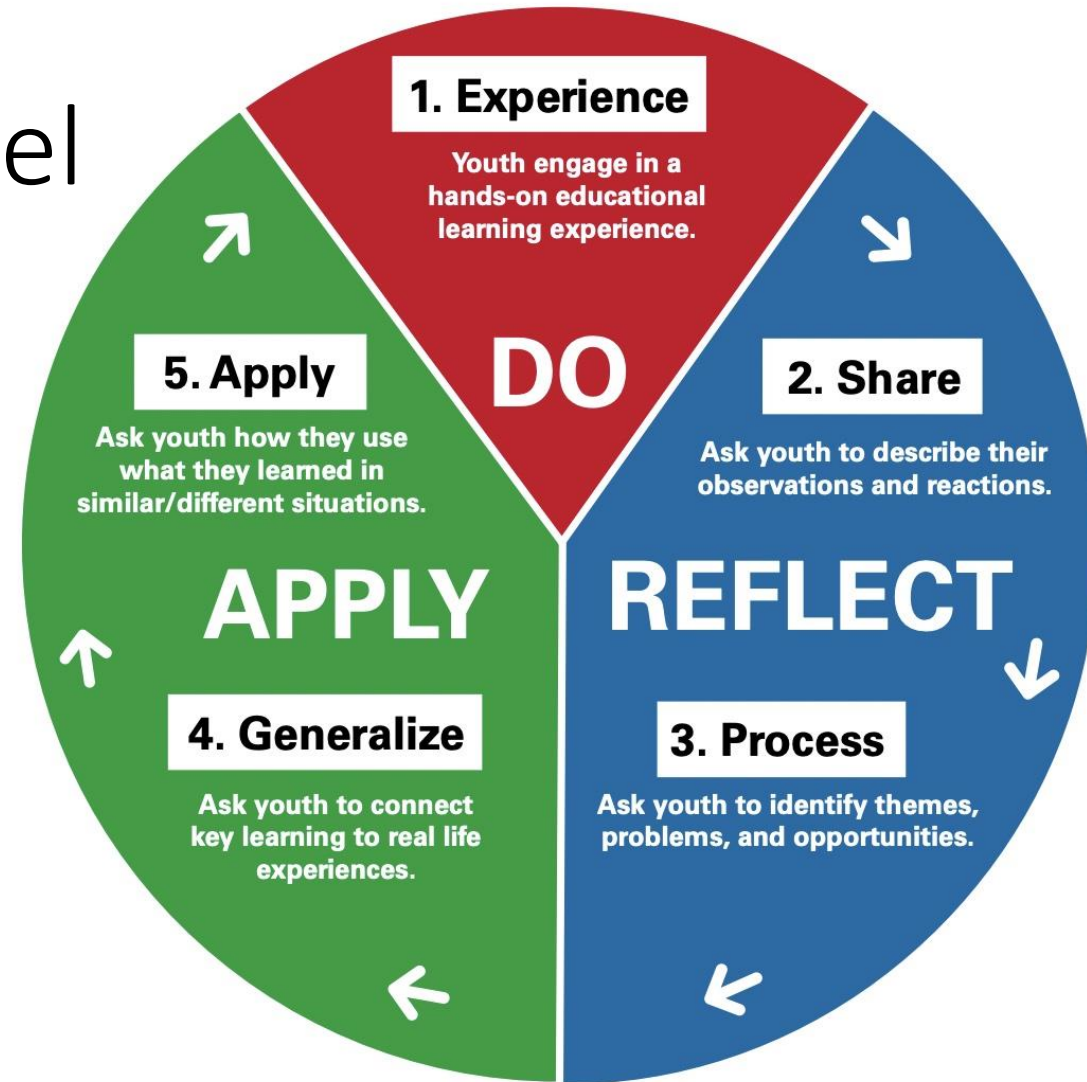 el
1. Experience
Youth engage in a
hands-on educational
learning experience.
DO
2. Share
Ask youth to describe their
observations and reactions.
REFLECT
3. Process
Ask youth to identify themes,
problems, and opportunities.
4. Generalize
Ask youth to connect
key learning to real life
experiences.
5. Apply
Ask youth how they use
what they learned in
similar/different situations.
APPLY